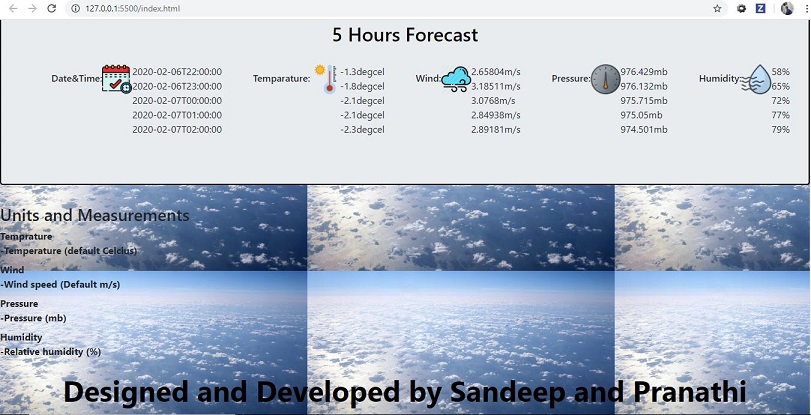 127.0.0.1:5500/index.html
5 Hours Forecast
Date&Time: 2020-02-06T22:00:00 Temparature: -1.3degcel Wind: 2.65804m/s Pressure: 976.429mb Humidity: 58%
2020-02-06T23:00:00 -1.8degcel 3.18511m/s 976.132mb 65%
2020-02-07T00:00:00 -2.1degcel 3.0768m/s 975.715mb 72%
2020-02-07T01:00:00 -2.1degcel 2.84938m/s 975.05mb 77%
2020-02-07T02:00:00 -2.3degcel 2.89181m/s 974.501mb 79%
Units and Measurements
Temprature
-Temperature (default Celcius)
Wind
-Wind speed (Default m/s)
Pressure
-Pressure (mb)
Humidity
-Relative humidity (%)
Designed and Developed by Sandeep and Pranathi